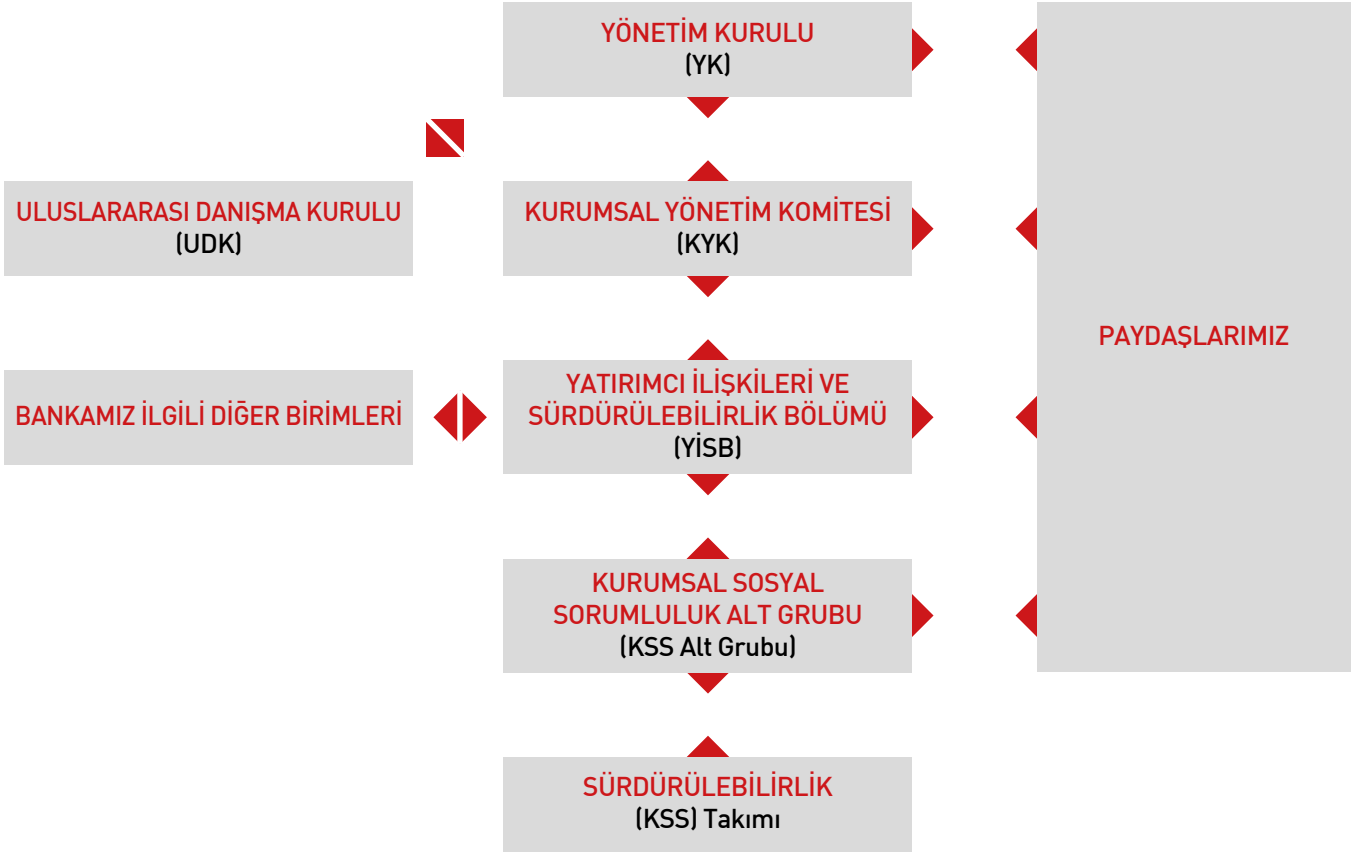 YÖNETİM KURULU
(YK)
ULUSLARARASI DANIŞMA KURULU
(UDK)
KURUMSAL YÖNETİM KOMİTESİ
(KYK)
PAYDAŞLARIMIZ
BANKAMIZ İLGİLİ DİĞER BİRİMLERİ
YATIRIMCI İLİŞKİLERİ VE
SÜRDÜRÜLEBİLİRLİK BÖLÜMÜ
(YİSB)
KURUMSAL SOSYAL
SORUMLULUK ALT GRUBU
(KSS Alt Grubu)
SÜRDÜRÜLEBİLİRLİK
(KSS) Takımı